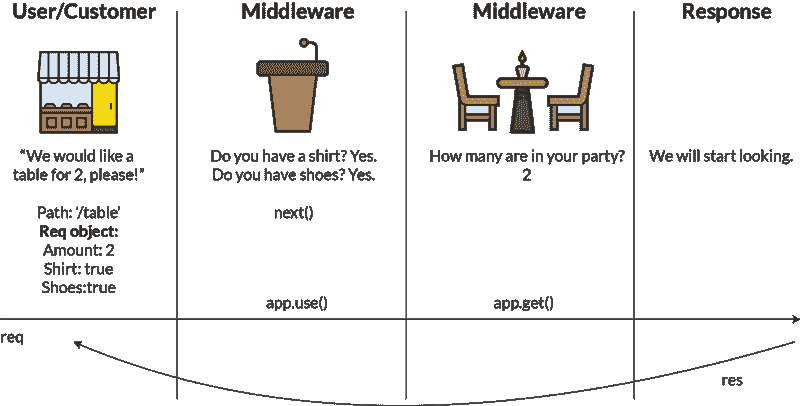 User/Customer
"We would like a
table for 2, please!"
Path: '/table'
Req object:
Amount: 2
Shirt: true
Shoes:true
Middleware
Do you have a shirt? Yes.
Do you have shoes? Yes.
next()
app.use()
Middleware
How many are in your party?
2
app.get()
Response
We will start looking.
req
res